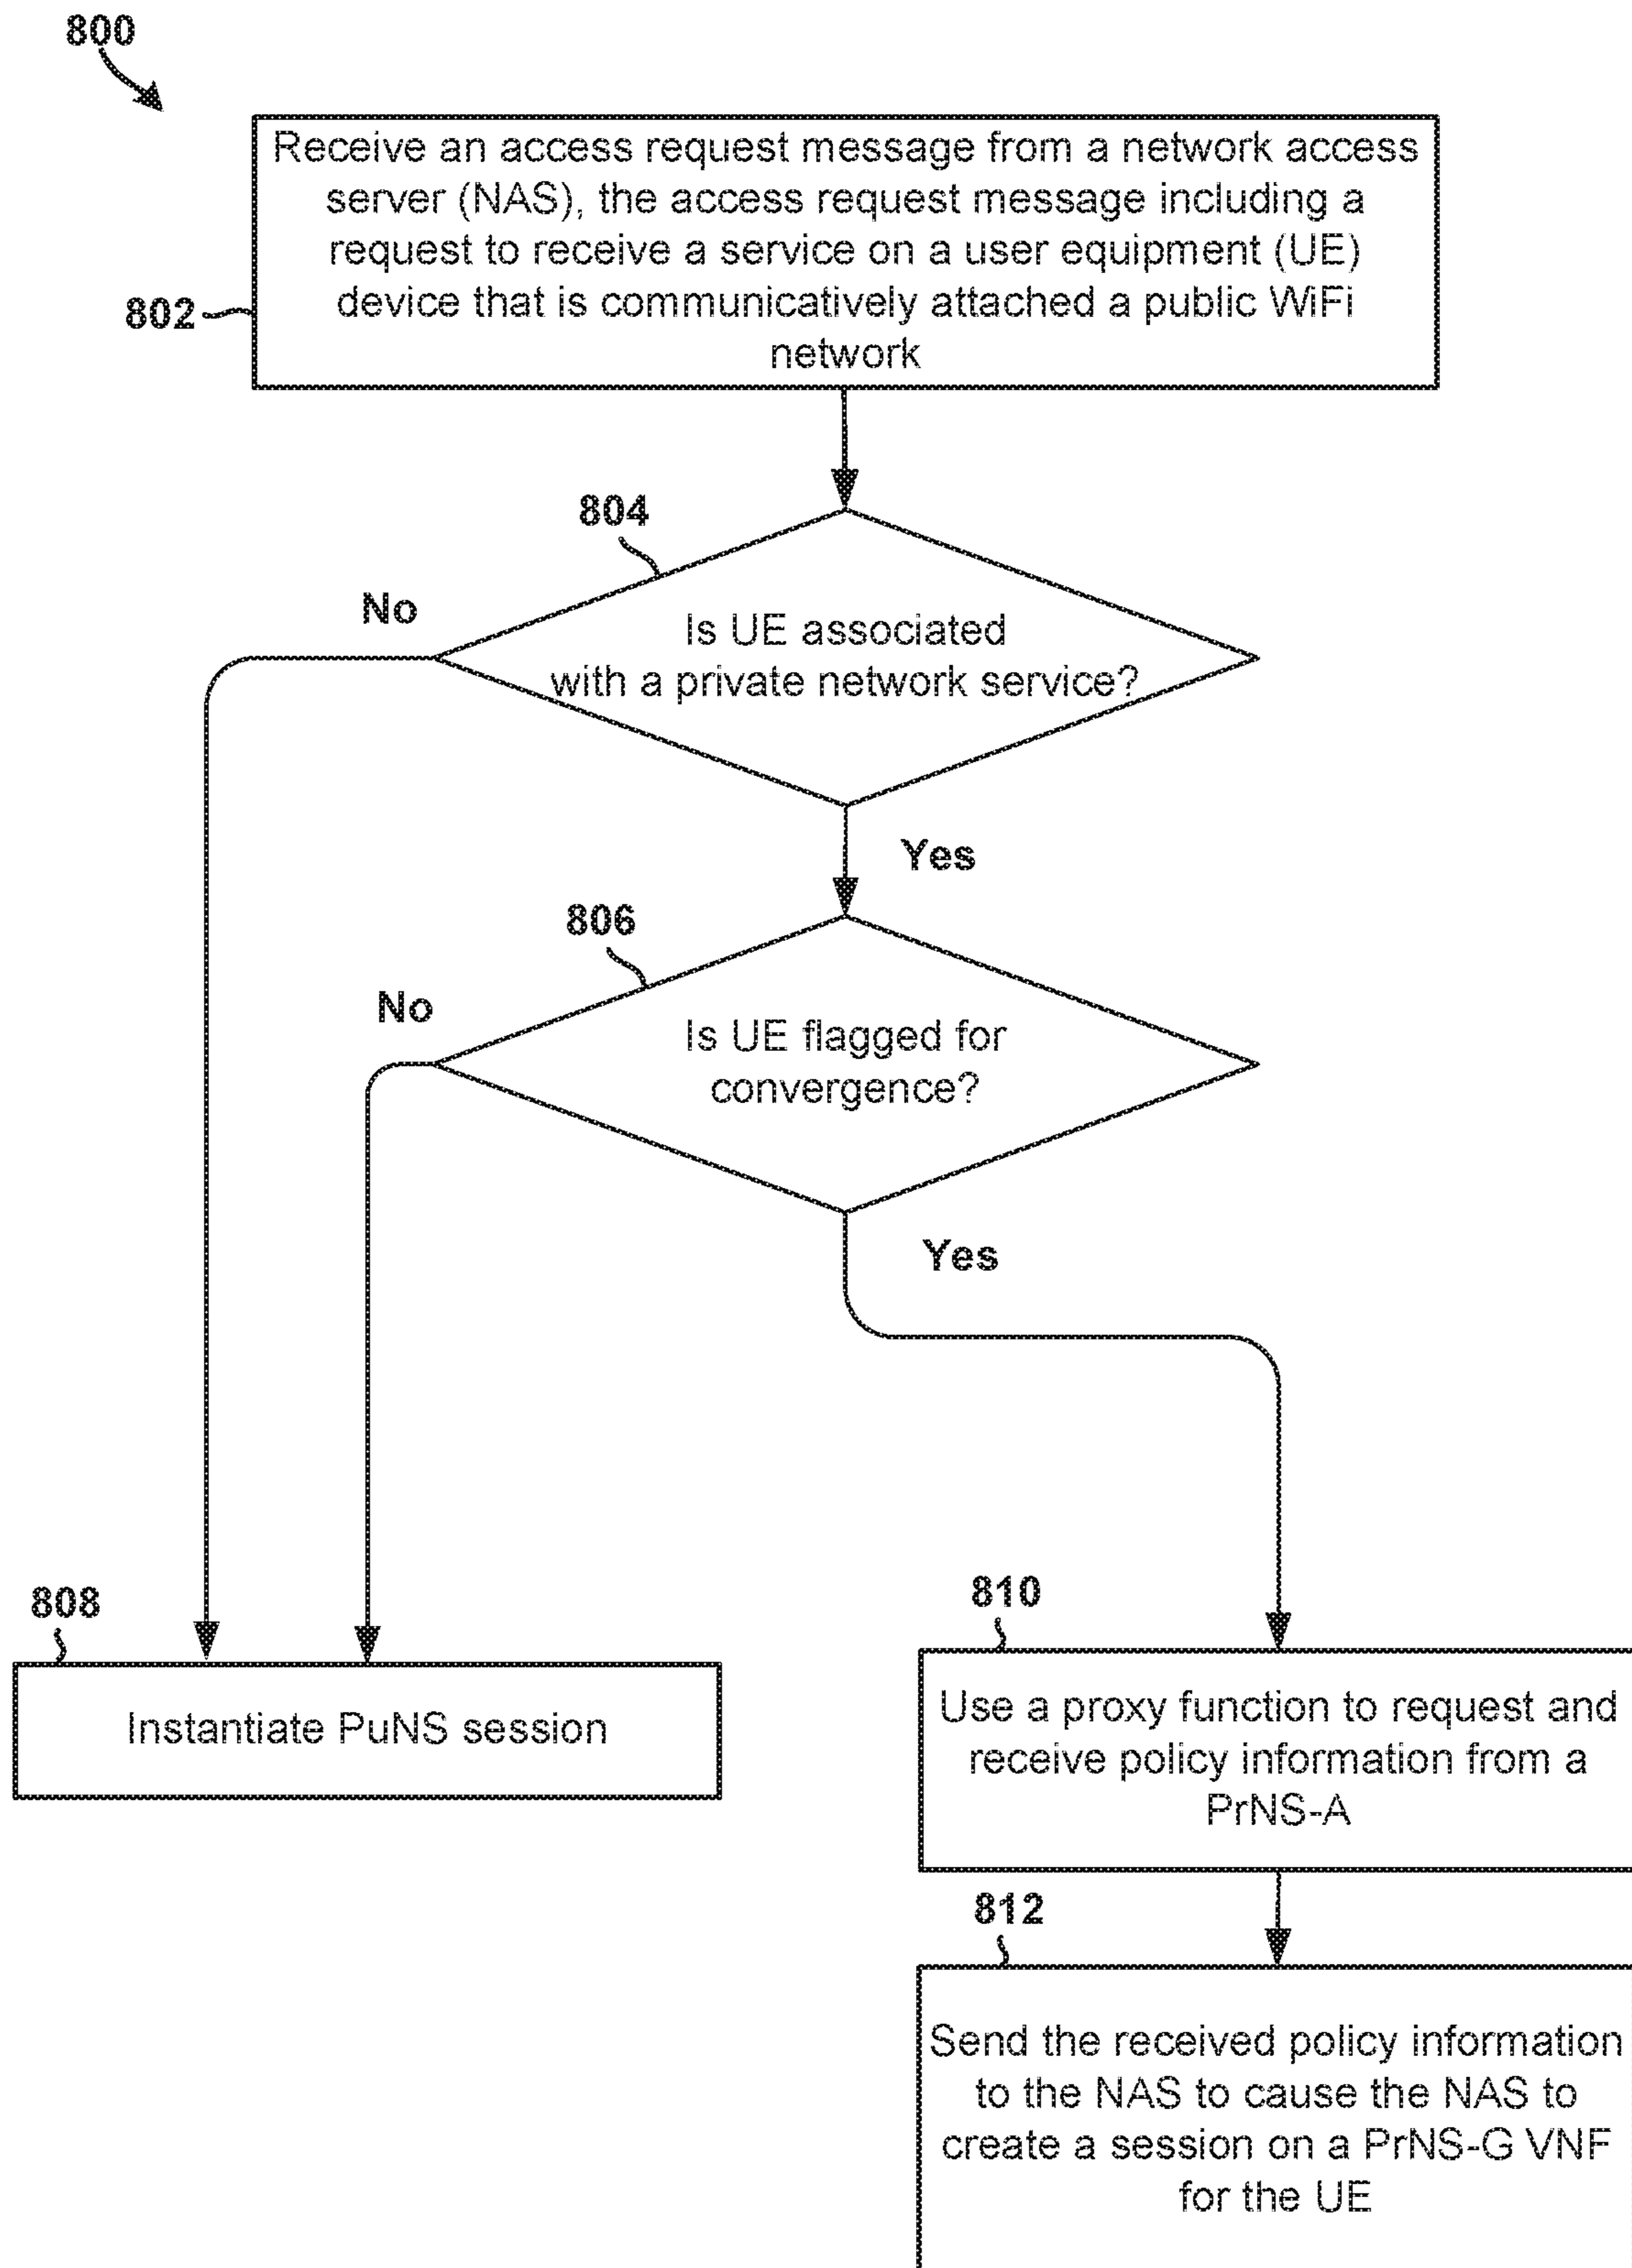 800
Receive an access request message from a network access
server (NAS), the access request message including a
request to receive a service on a user equipment (UE)
device that is communicatively attached a public WiFi
network
802
804
No
Is UE associated
with a private network service?
Yes
806
No
Is UE flagged for
convergence?
Yes
808
Instantiate PuNS session
810
Use a proxy function to request and
receive policy information from a
PrNS-A
812
Send the received policy information
to the NAS to cause the NAS to
create a session on a PrNS-G VNF
for the UE